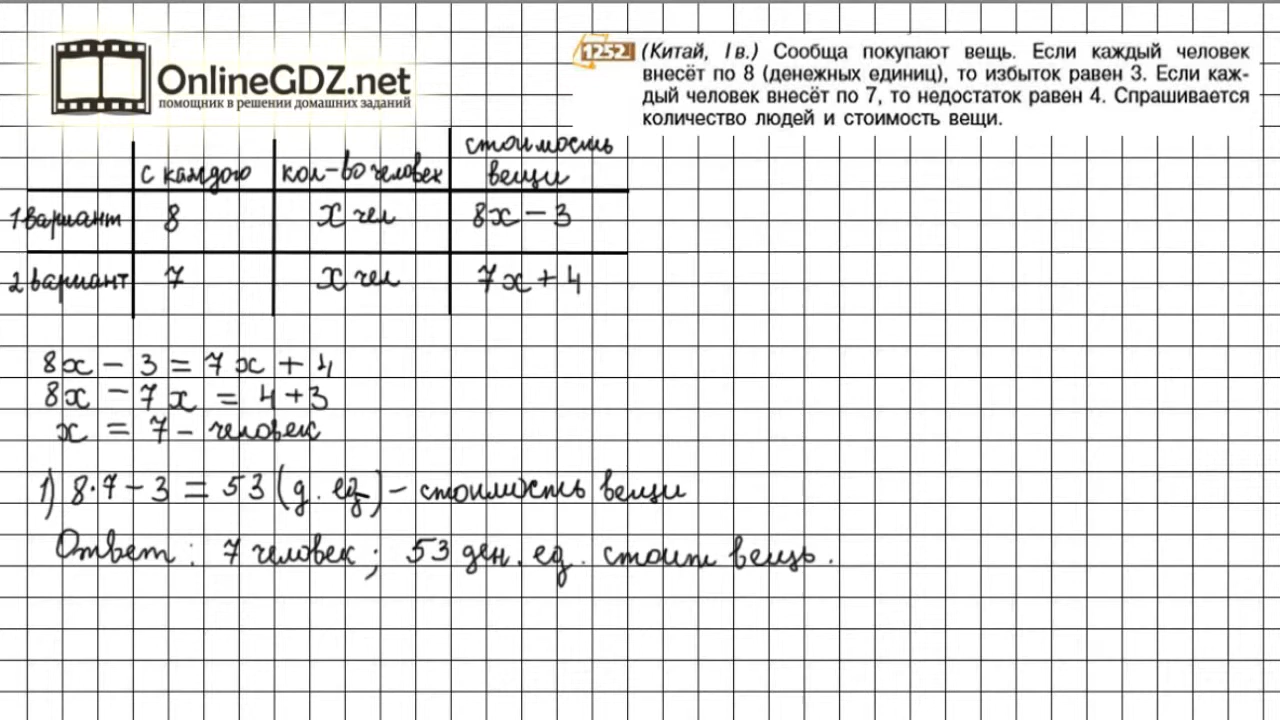 OnlineGDZ.net
помощник в решении домашних заданий
1252. (Китай, I в.) Сообща покупают вещь. Если каждый человек
внесёт по 8 (денежных единиц), то избыток равен 3. Если каж-
дый человек внесёт по 7, то недостаток равен 4. Спрашивается
количество людей и стоимость вещи.
с каждого кол-во человек стоимость вещи
1 вариант 8 x чел 8x - 3
2 вариант 7 x чел 7x + 4
8x - 3 = 7x + 4
8x - 7x = 4 + 3
x = 7 - человек
1) 8·7 - 3 = 53 (д. ед) - стоимость вещи
Ответ: 7 человек; 53 ден. ед. стоит вещь.